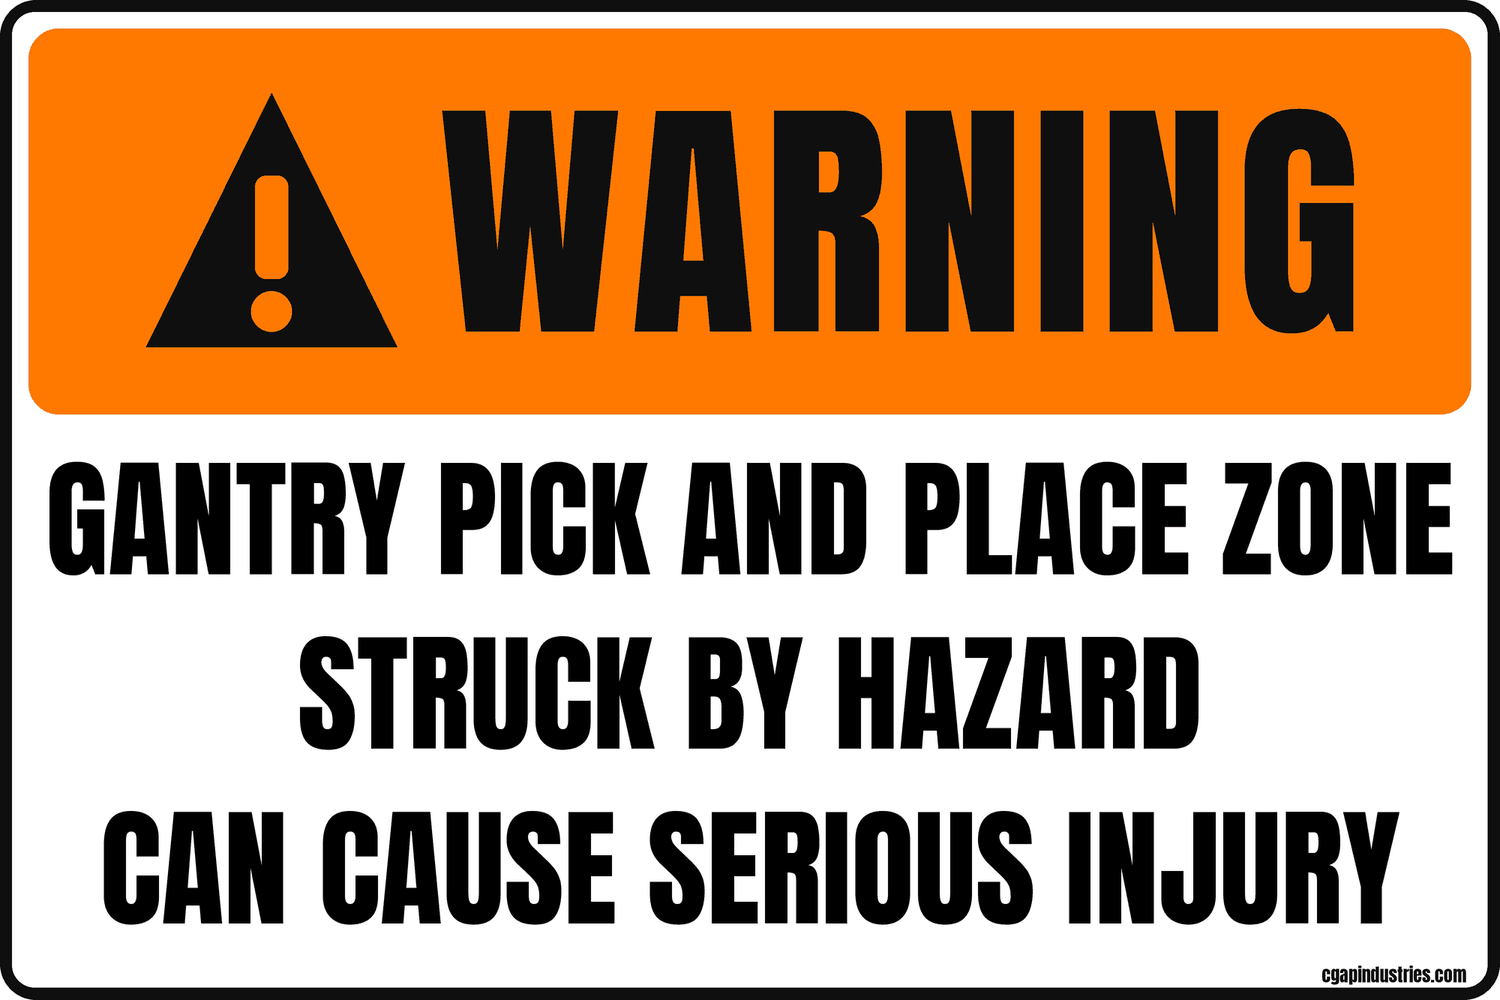 WARNING
GANTRY PICK AND PLACE ZONE
STRUCK BY HAZARD
CAN CAUSE SERIOUS INJURY
cgapindustries.com